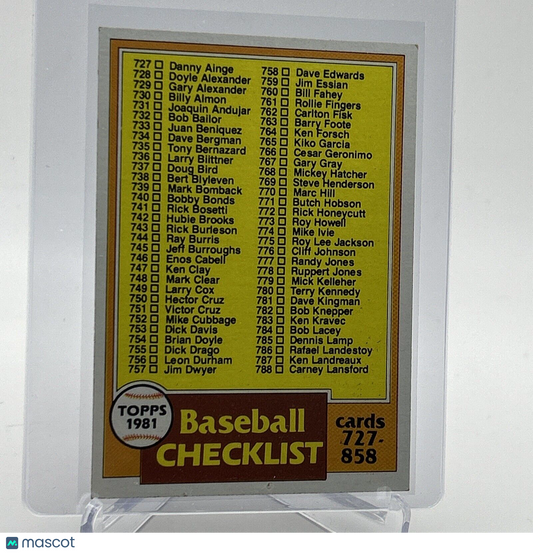 727 Danny Ainge
728 Doyle Alexander
729 Gary Alexander
730 Billy Almon
731 Joaquin Andujar
732 Bob Bailor
733 Juan Beniquez
734 Dave Bergman
735 Tony Bernazard
736 Larry Biittner
737 Doug Bird
738 Bert Blyleven
739 Mark Bomback
740 Bobby Bonds
741 Rick Bosetti
742 Hubie Brooks
743 Rick Burleson
744 Ray Burris
745 Jeff Burroughs
746 Enos Cabell
747 Ken Clay
748 Mark Clear
749 Larry Cox
750 Hector Cruz
751 Victor Cruz
752 Mike Cubbage
753 Dick Davis
754 Brian Doyle
755 Dick Drago
756 Leon Durham
757 Jim Dwyer
758 Dave Edwards
759 Jim Essian
760 Bill Fahey
761 Rollie Fingers
762 Carlton Fisk
763 Barry Foote
764 Ken Forsch
765 Kiko Garcia
766 Cesar Geronimo
767 Gary Gray
768 Mickey Hatcher
769 Steve Henderson
770 Marc Hill
771 Butch Hobson
772 Rick Honeycutt
773 Roy Howell
774 Mike Ivie
775 Roy Lee Jackson
776 Cliff Johnson
777 Randy Jones
778 Ruppert Jones
779 Mick Kelleher
780 Terry Kennedy
781 Dave Kingman
782 Bob Knepper
783 Ken Kravec
784 Bob Lacey
785 Dennis Lamp
786 Rafael Landestoy
787 Ken Landreaux
788 Carney Lansford
TOPPS
1981
Baseball
CHECKLIST
cards
727-
858
mascot